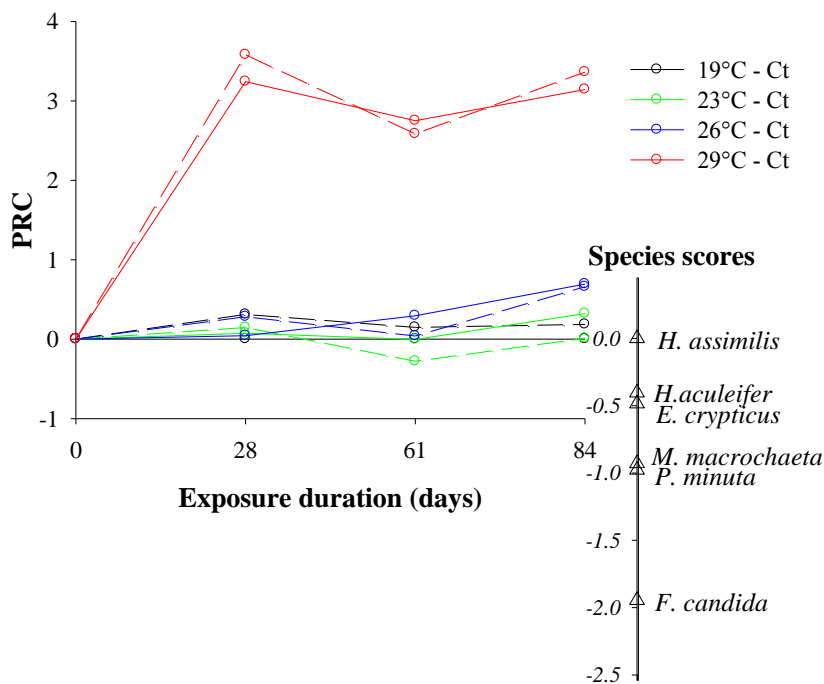 4
3
2
1
0
-1
PRC
0
28
61
84
Exposure duration (days)
19°C - Ct
23°C - Ct
26°C - Ct
29°C - Ct
Species scores
0.0
-0.5
-1.0
-1.5
-2.0
-2.5
H. assimilis
H.aculeifer
E. crypticus
M. macrochaeta
P. minuta
F. candida